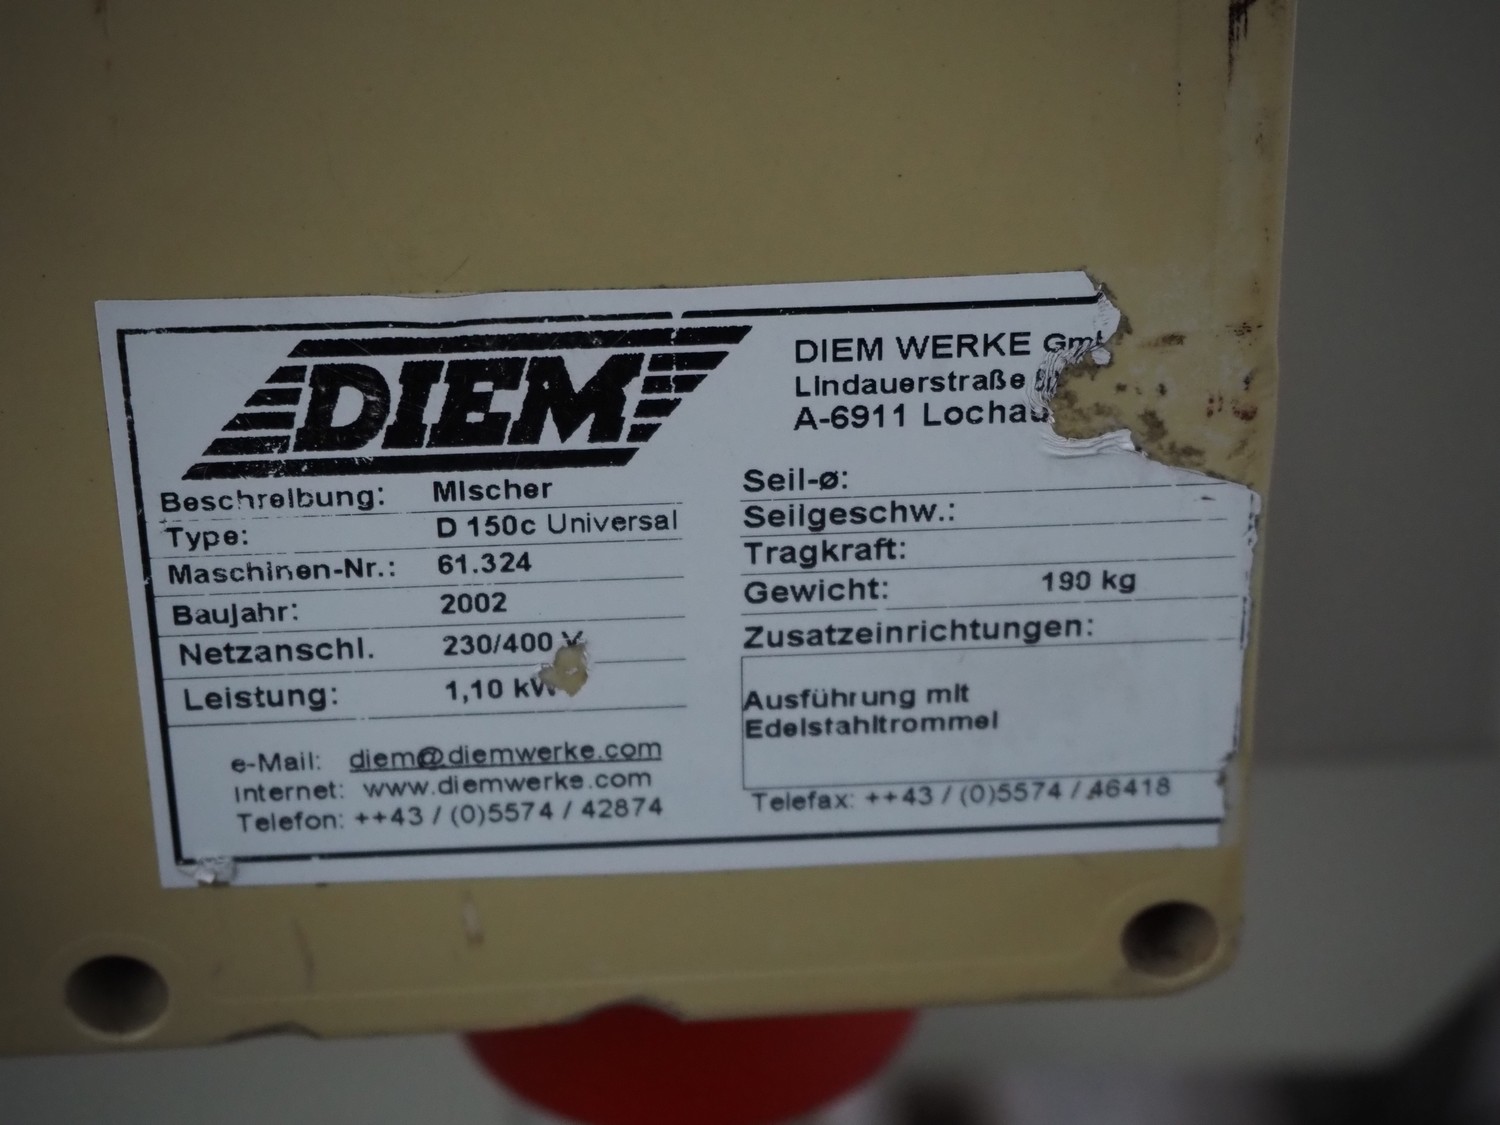 DIEM
DIEM WERKE
Lindauerstraße
A-6911 Lochau
Beschreibung: Mischer
Type: D 150c Universal
Maschinen-Nr.: 61.324
Baujahr: 2002
Netzanschl. 230/400 V
Leistung: 1,10 kW
e-Mail: diem@diemwerke.com
Internet: www.diemwerke.com
Telefon: ++43 / (0)5574 / 42874
Seil-ø:
Seilgeschw.:
Tragkraft:
Gewicht: 190 kg
Zusatzeinrichtungen:
Ausführung mit
Edelstahltrommel
Telefax: ++43 / (0)5574 / 46418